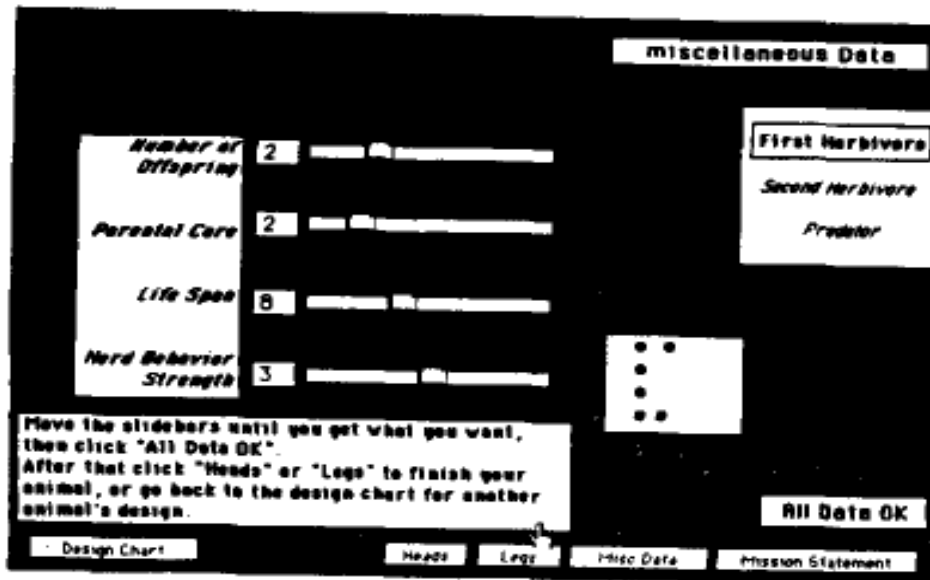 miscellaneous Data
First Herbivore
Second Herbivore
Predator
Number of
Offspring
2
Parental Care
2
Life Span
8
Herd Behavior
Strength
3
Move the slidebars until you get what you want,
then click "All Data OK".
After that click "Heads" or "Legs" to finish your
animal, or go back to the design chart for another
animal's design.
All Data OK
Design Chart
Heads
Legs
Misc Data
Mission Statement